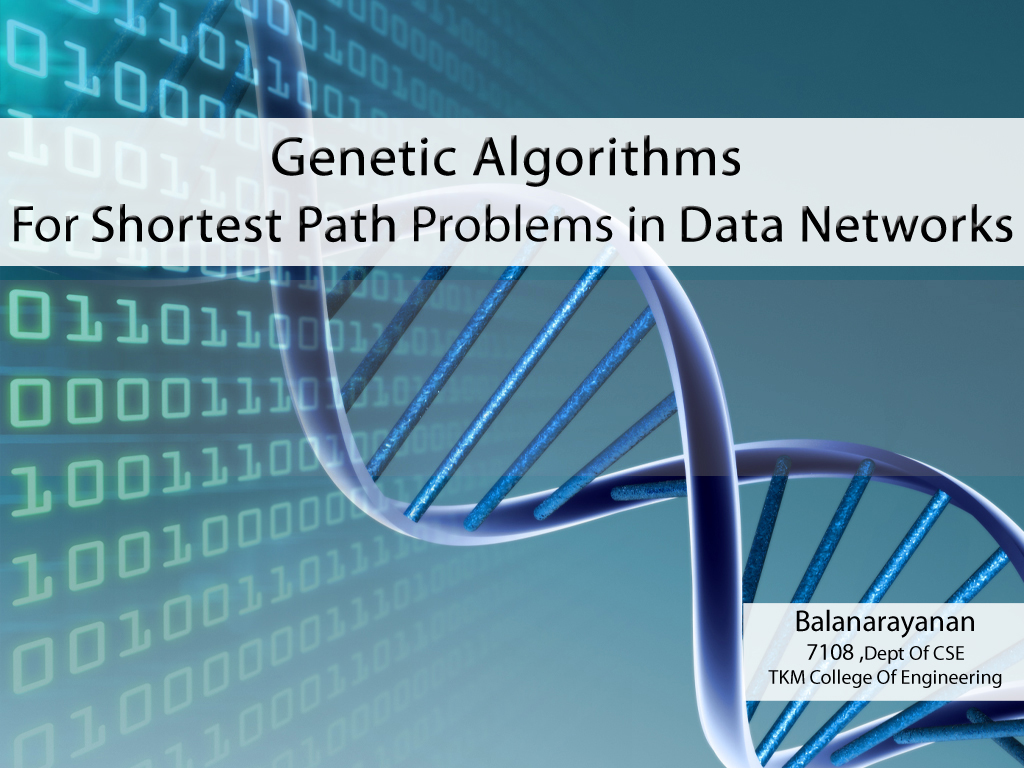 Genetic Algorithms
For Shortest Path Problems in Data Networks
Balanarayanan
7108 ,Dept Of CSE
TKM College Of Engineering